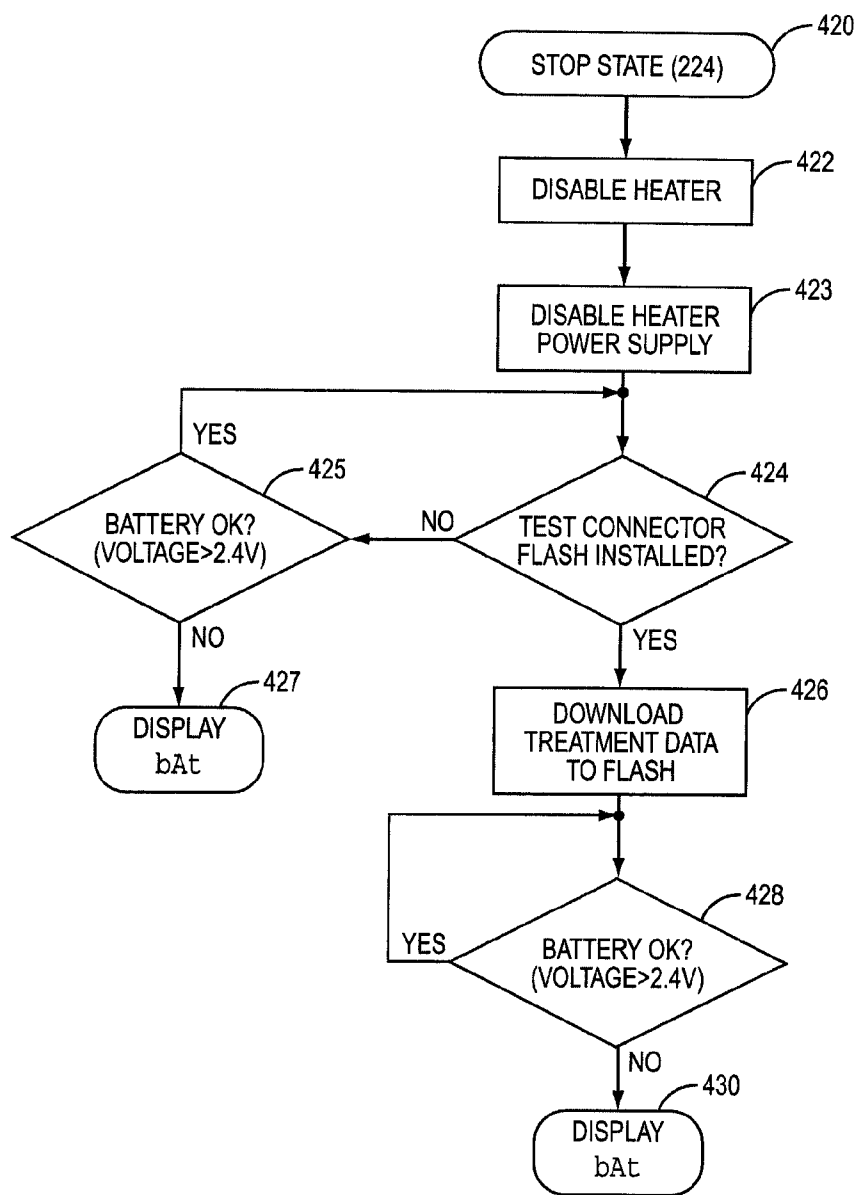 420
STOP STATE (224)
422
DISABLE HEATER
423
DISABLE HEATER
POWER SUPPLY
YES
425
BATTERY OK?
(VOLTAGE>2.4V)
NO
424
TEST CONNECTOR
FLASH INSTALLED?
NO
427
DISPLAY
bAt
YES
426
DOWNLOAD
TREATMENT DATA
TO FLASH
428
YES
BATTERY OK?
(VOLTAGE>2.4V)
NO
430
DISPLAY
bAt